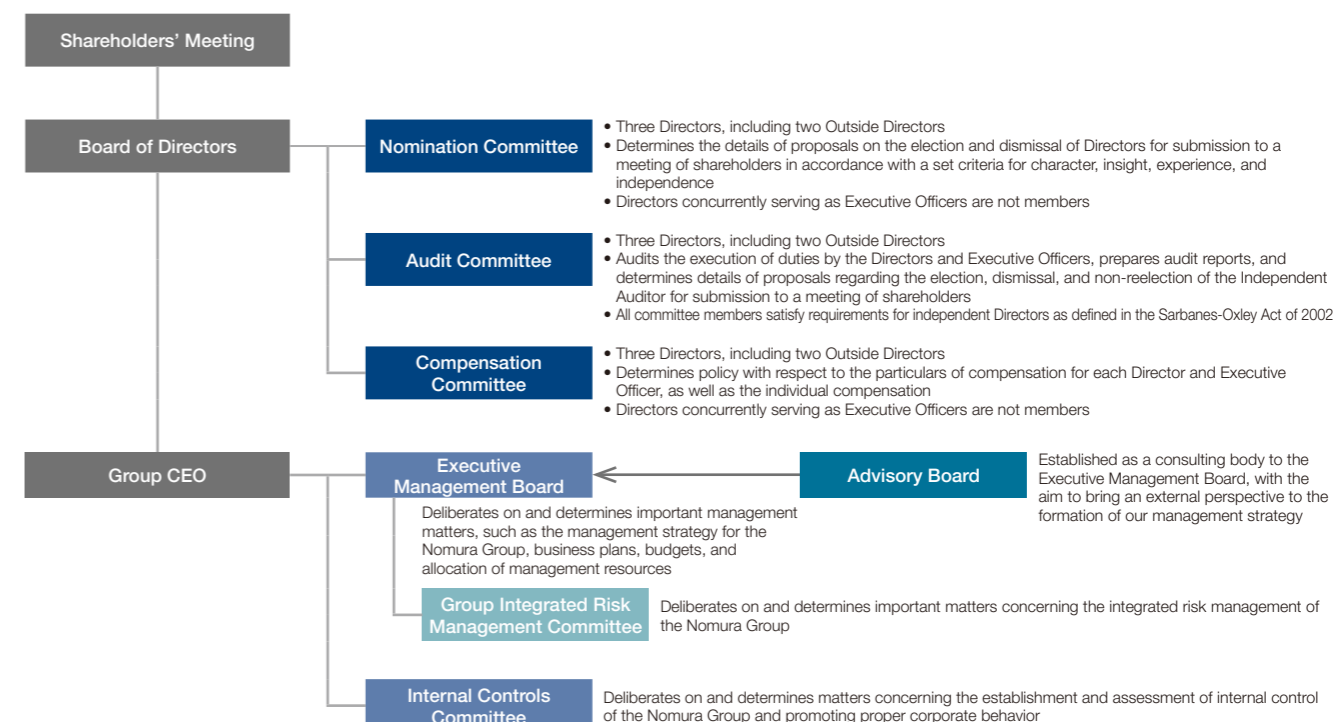 Shareholders' Meeting
Board of Directors
Nomination Committee
• Three Directors, including two Outside Directors
• Determines the details of proposals on the election and dismissal of Directors for submission to a
meeting of shareholders in accordance with a set criteria for character, insight, experience, and
independence
• Directors concurrently serving as Executive Officers are not members
Audit Committee
• Three Directors, including two Outside Directors
• Audits the execution of duties by the Directors and Executive Officers, prepares audit reports, and
determines details of proposals regarding the election, dismissal, and non-reelection of the Independent
Auditor for submission to a meeting of shareholders
• All committee members satisfy requirements for independent Directors as defined in the Sarbanes-Oxley Act of 2002
Compensation
Committee
• Three Directors, including two Outside Directors
• Determines policy with respect to the particulars of compensation for each Director and Executive
Officer, as well as the individual compensation
• Directors concurrently serving as Executive Officers are not members
Group CEO
Executive
Management Board
Advisory Board
Established as a consulting body to the
Executive Management Board, with the
aim to bring an external perspective to the
formation of our management strategy
Deliberates on and determines important management
matters, such as the management strategy for the
Nomura Group, business plans, budgets, and
allocation of management resources
Group Integrated Risk
Management Committee
Deliberates on and determines important matters concerning the integrated risk management of
the Nomura Group
Internal Controls
Committee
Deliberates on and determines matters concerning the establishment and assessment of internal control
of the Nomura Group and promoting proper corporate behavior